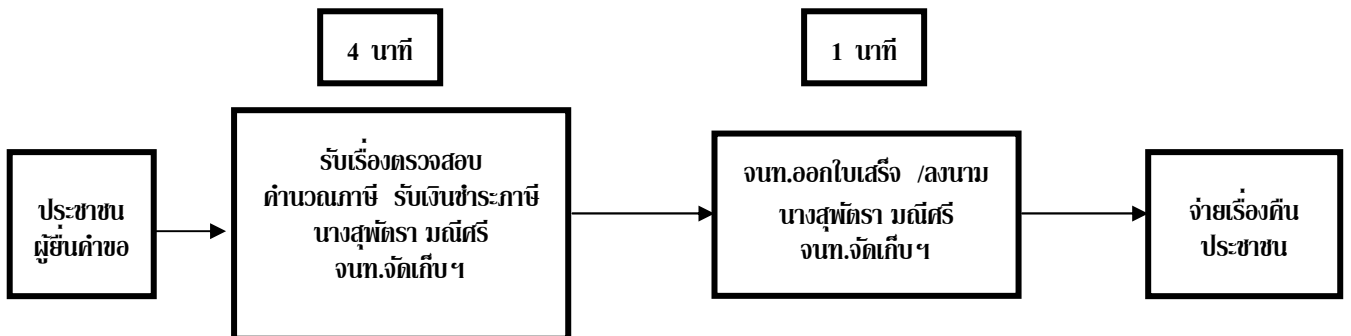 4 นาที
1 นาที
ประชาชน
ผู้ยื่นคำขอ
รับเรื่องตรวจสอบ
คำนวณภาษี รับเงินชำระภาษี
นางสุพัตรา มณีศรี
จนท.จัดเก็บฯ
จนท.ออกใบเสร็จ /ลงนาม
นางสุพัตรา มณีศรี
จนท.จัดเก็บฯ
จ่ายเรื่องคืน
ประชาชน